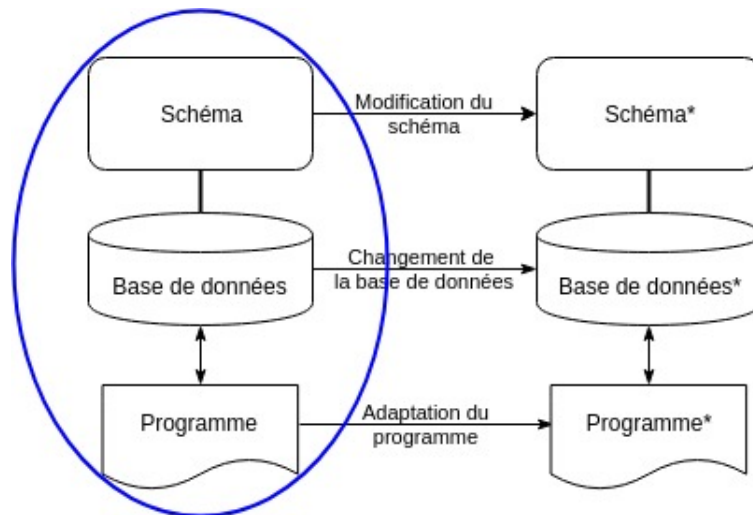 Schéma
Modification du
schéma
Schéma*
Base de données
Changement de
la base de données
Base de données*
Programme
Adaptation du
programme
Programme*